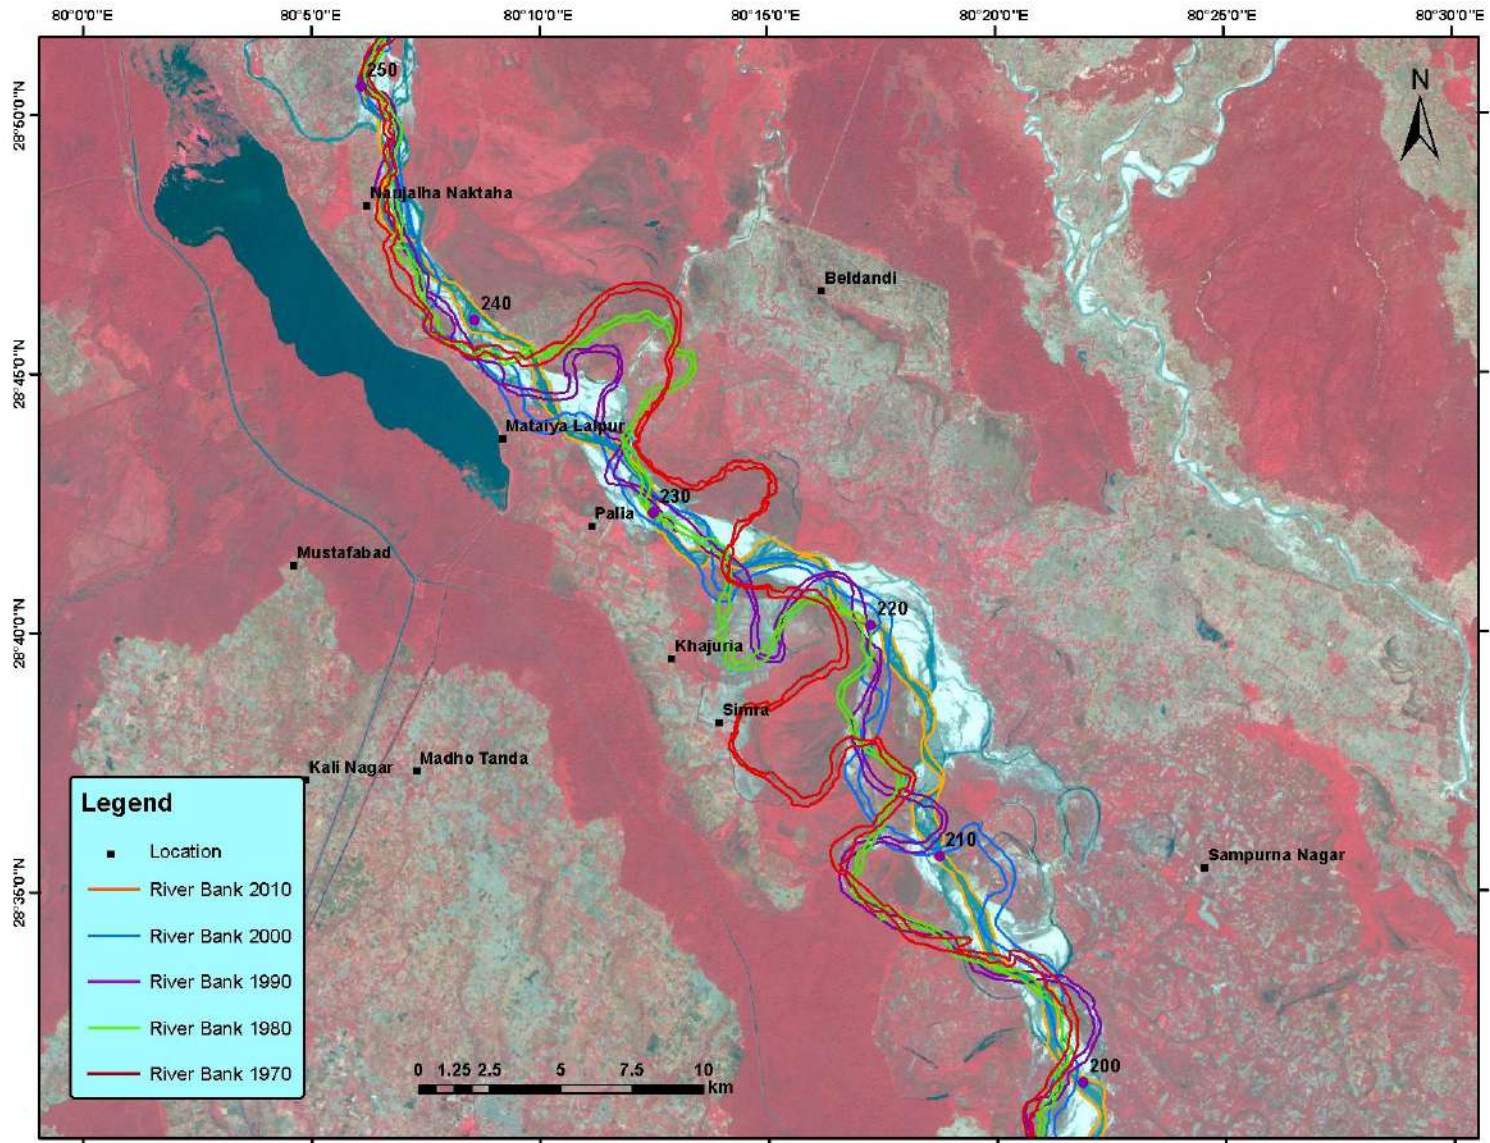 80°0'0"E 80°5'0"E 80°10'0"E 80°15'0"E 80°20'0"E 80°25'0"E 80°30'0"E
250
N
28°50'0"N
Nanjalha Naktaha
Beldandi
240
28°45'0"N
Mataiya Lalpur
230
Palia
Mustafabad
220
28°40'0"N
Khajuria
Simra
Madho Tanda
Kali Nagar
210
Sampurna Nagar
28°35'0"N
200
Legend
Location
River Bank 2010
River Bank 2000
River Bank 1990
River Bank 1980
River Bank 1970
0 1.25 2.5 5 7.5 10
km